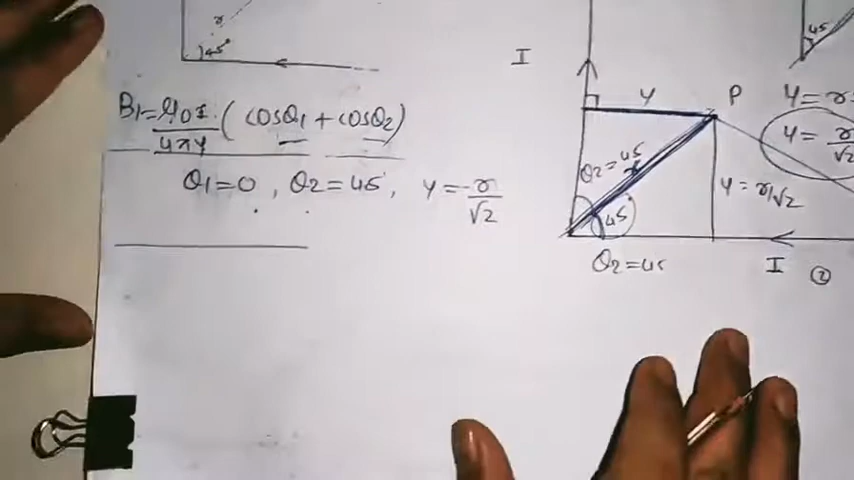 r
45°
B1=μ0I/4πy ( cosθ1 + cosθ2)
θ1=0 , θ2=45°, y=r/√2
I
y
P
θ2=45
r
45°
y=r/√2
θ2=45
I
②
45
y=r
y=r/√2